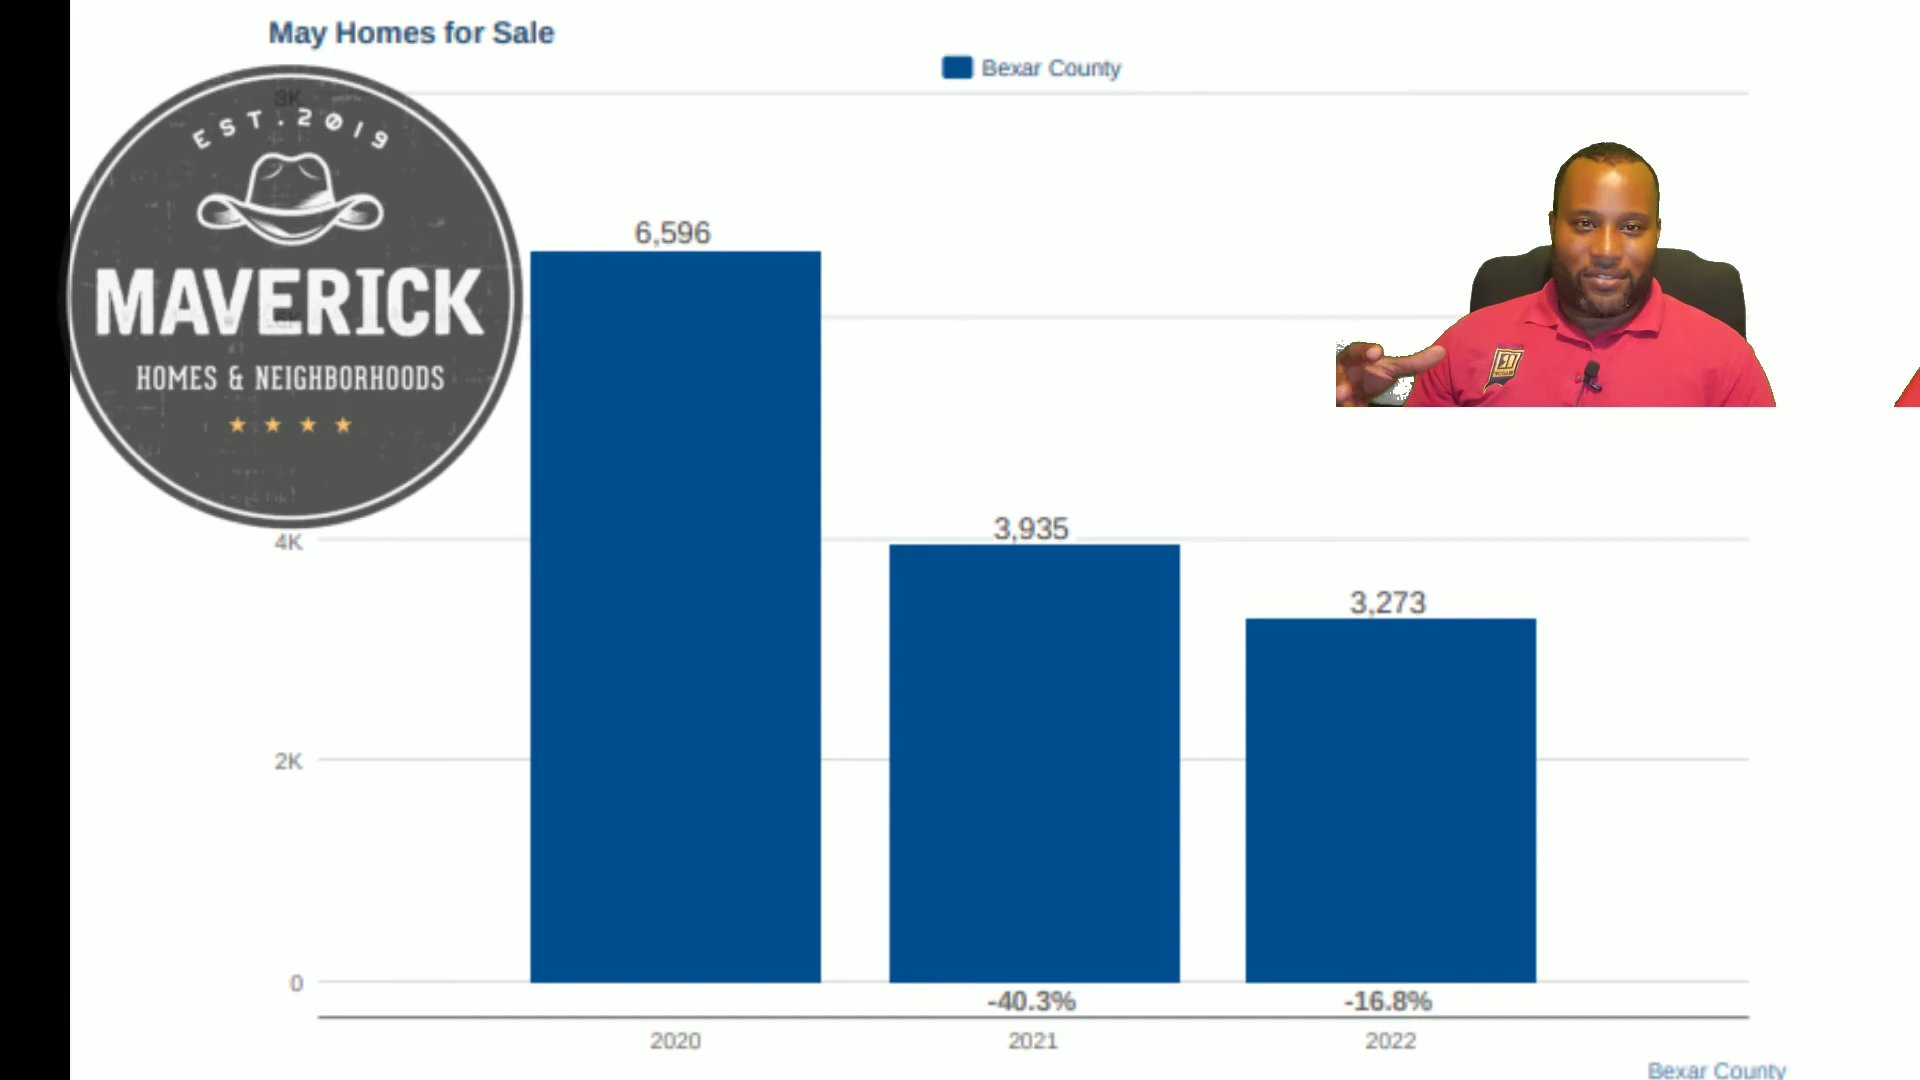 May Homes for Sale
Bexar County
8K
EST. 2019
MAVERICK
HOMES & NEIGHBORHOODS
6,596
3,935
3,273
4K
2K
0
-40.3%
-16.8%
2020
2021
2022
Bexar County